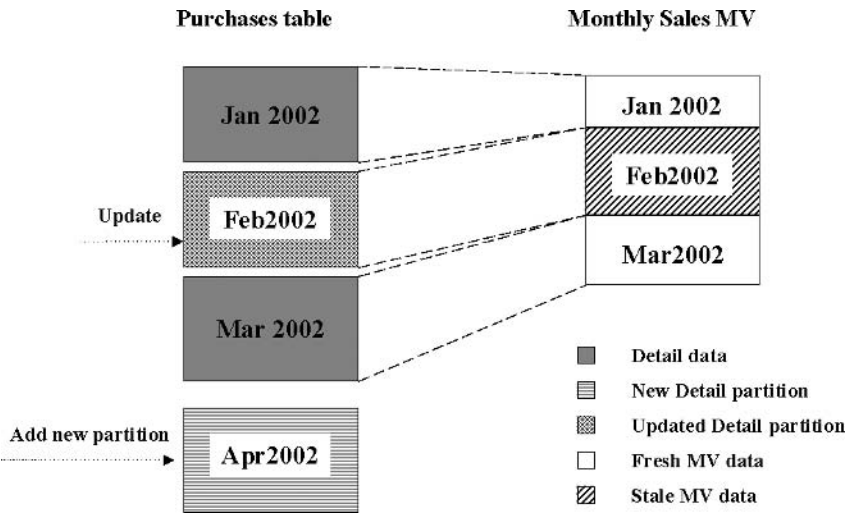 Purchases table
Monthly Sales MV
Jan 2002
Jan 2002
Feb2002
Update
Feb2002
Mar2002
Mar 2002
Detail data
New Detail partition
Add new partition
Updated Detail partition
Apr2002
Fresh MV data
Stale MV data